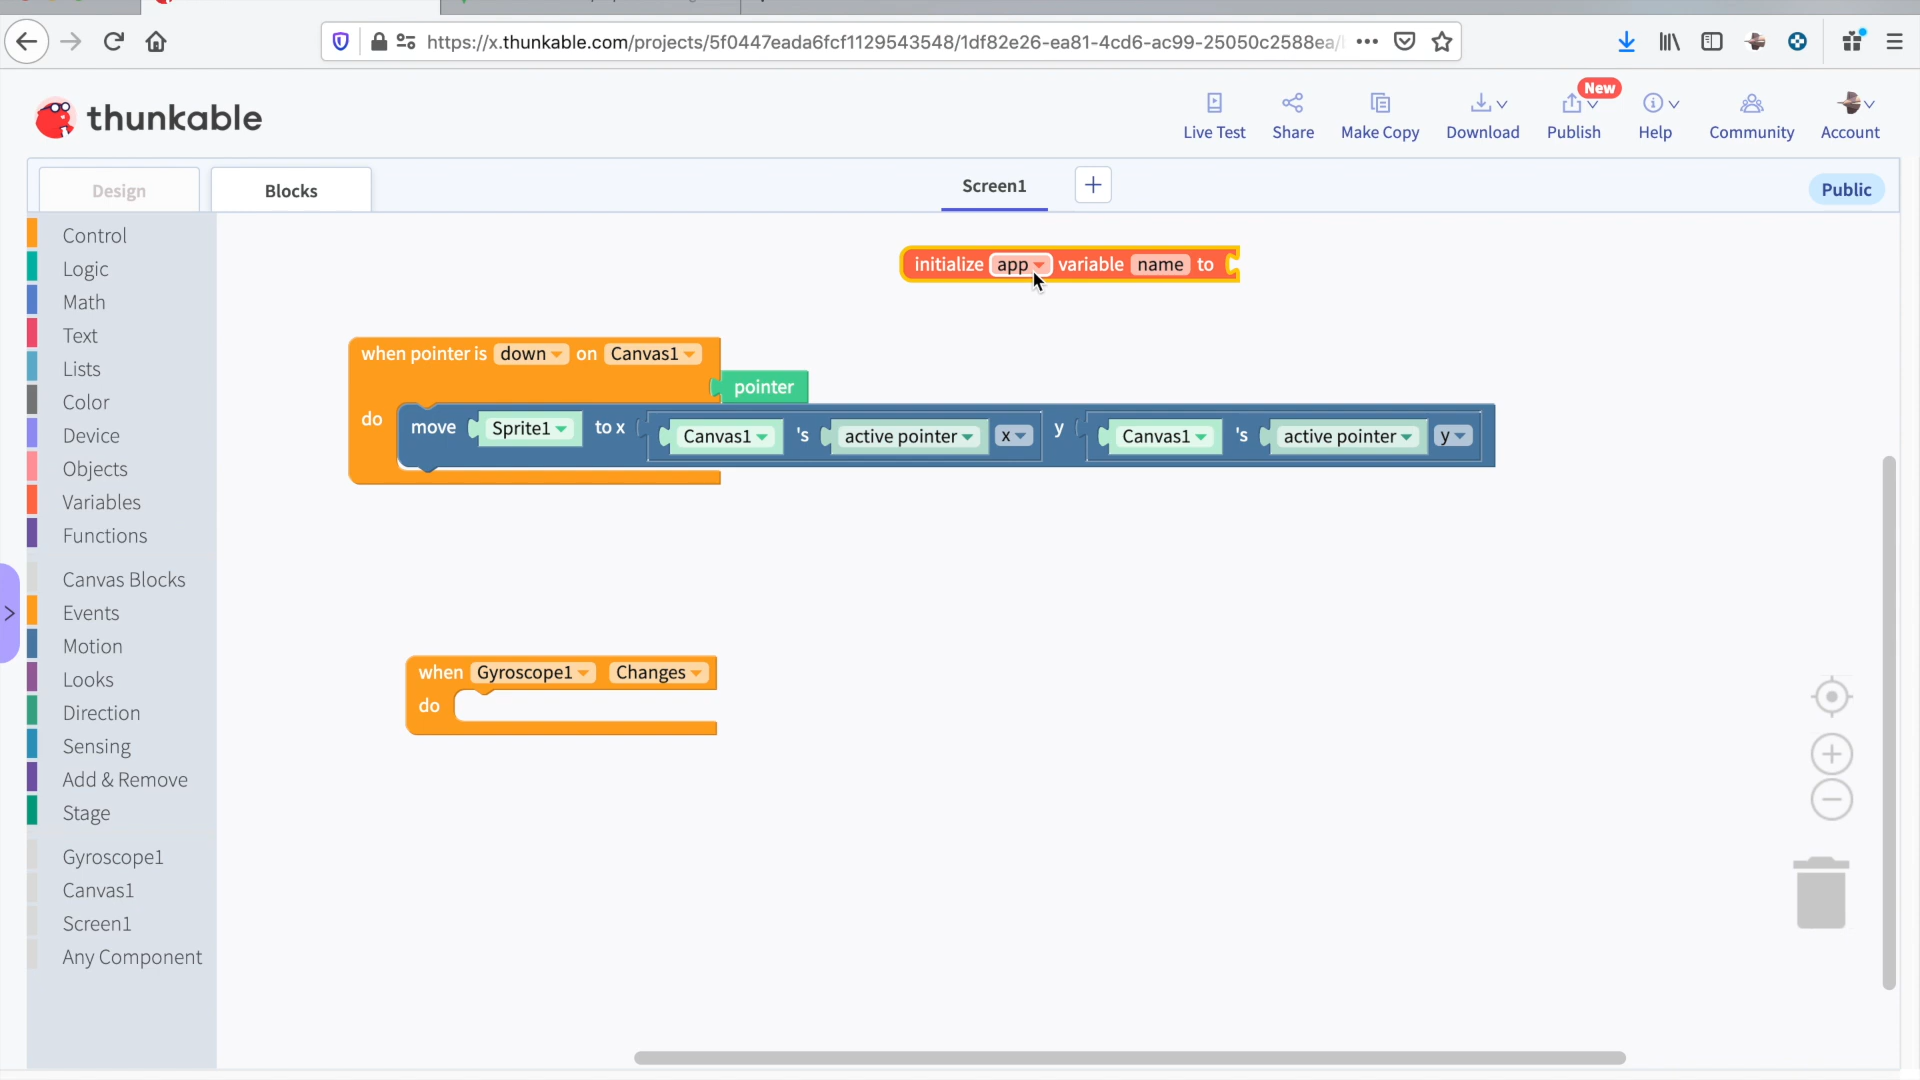 https://x.thunkable.com/projects/5f0447eada6fcf1129543548/1df82e26-ea81-4cd6-ac99-25050c2588ea/
thunkable
New
Live Test Share Make Copy Download Publish Help Community Account
Design Blocks Screen1 Public
Control
Logic
Math
Text
Lists
Color
Device
Objects
Variables
Functions
Canvas Blocks
Events
Motion
Looks
Direction
Sensing
Add & Remove
Stage
Gyroscope1
Canvas1
Screen1
Any Component
initialize app variable name to
when pointer is down on Canvas1
pointer
do move Sprite1 to x Canvas1 's active pointer x y Canvas1 's active pointer y
when Gyroscope1 Changes
do